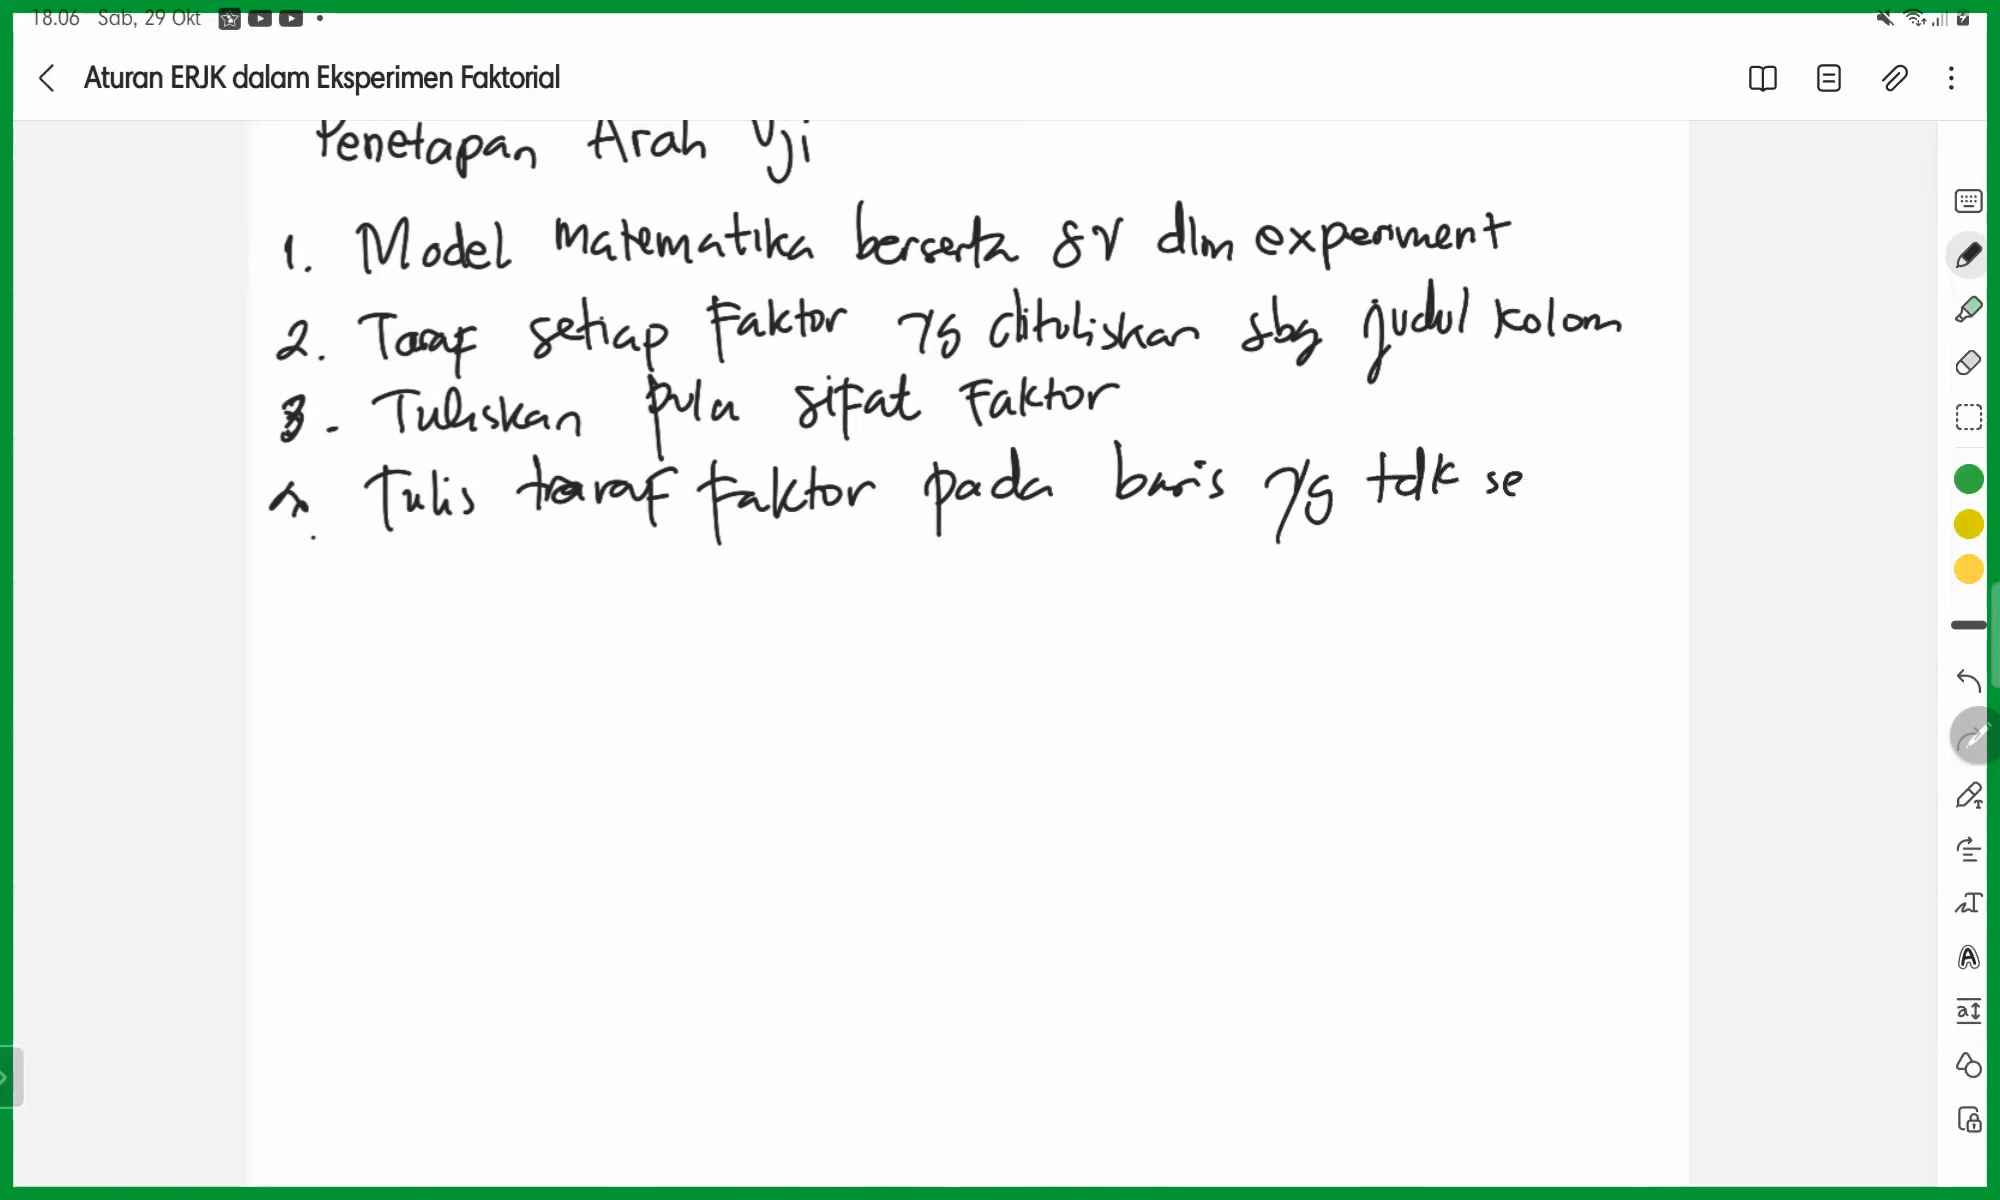 18.06 Sab, 29 Okt
Aturan ERJK dalam Eksperimen Faktorial
Penetapan Arah Uji
1. Model matematika berserta SV dlm experiment
2. Taraf setiap Faktor yg dituliskan sbg judul kolom
3. Tuliskan pula sifat Faktor
4. Tulis taraf Faktor pada baris yg tdk se